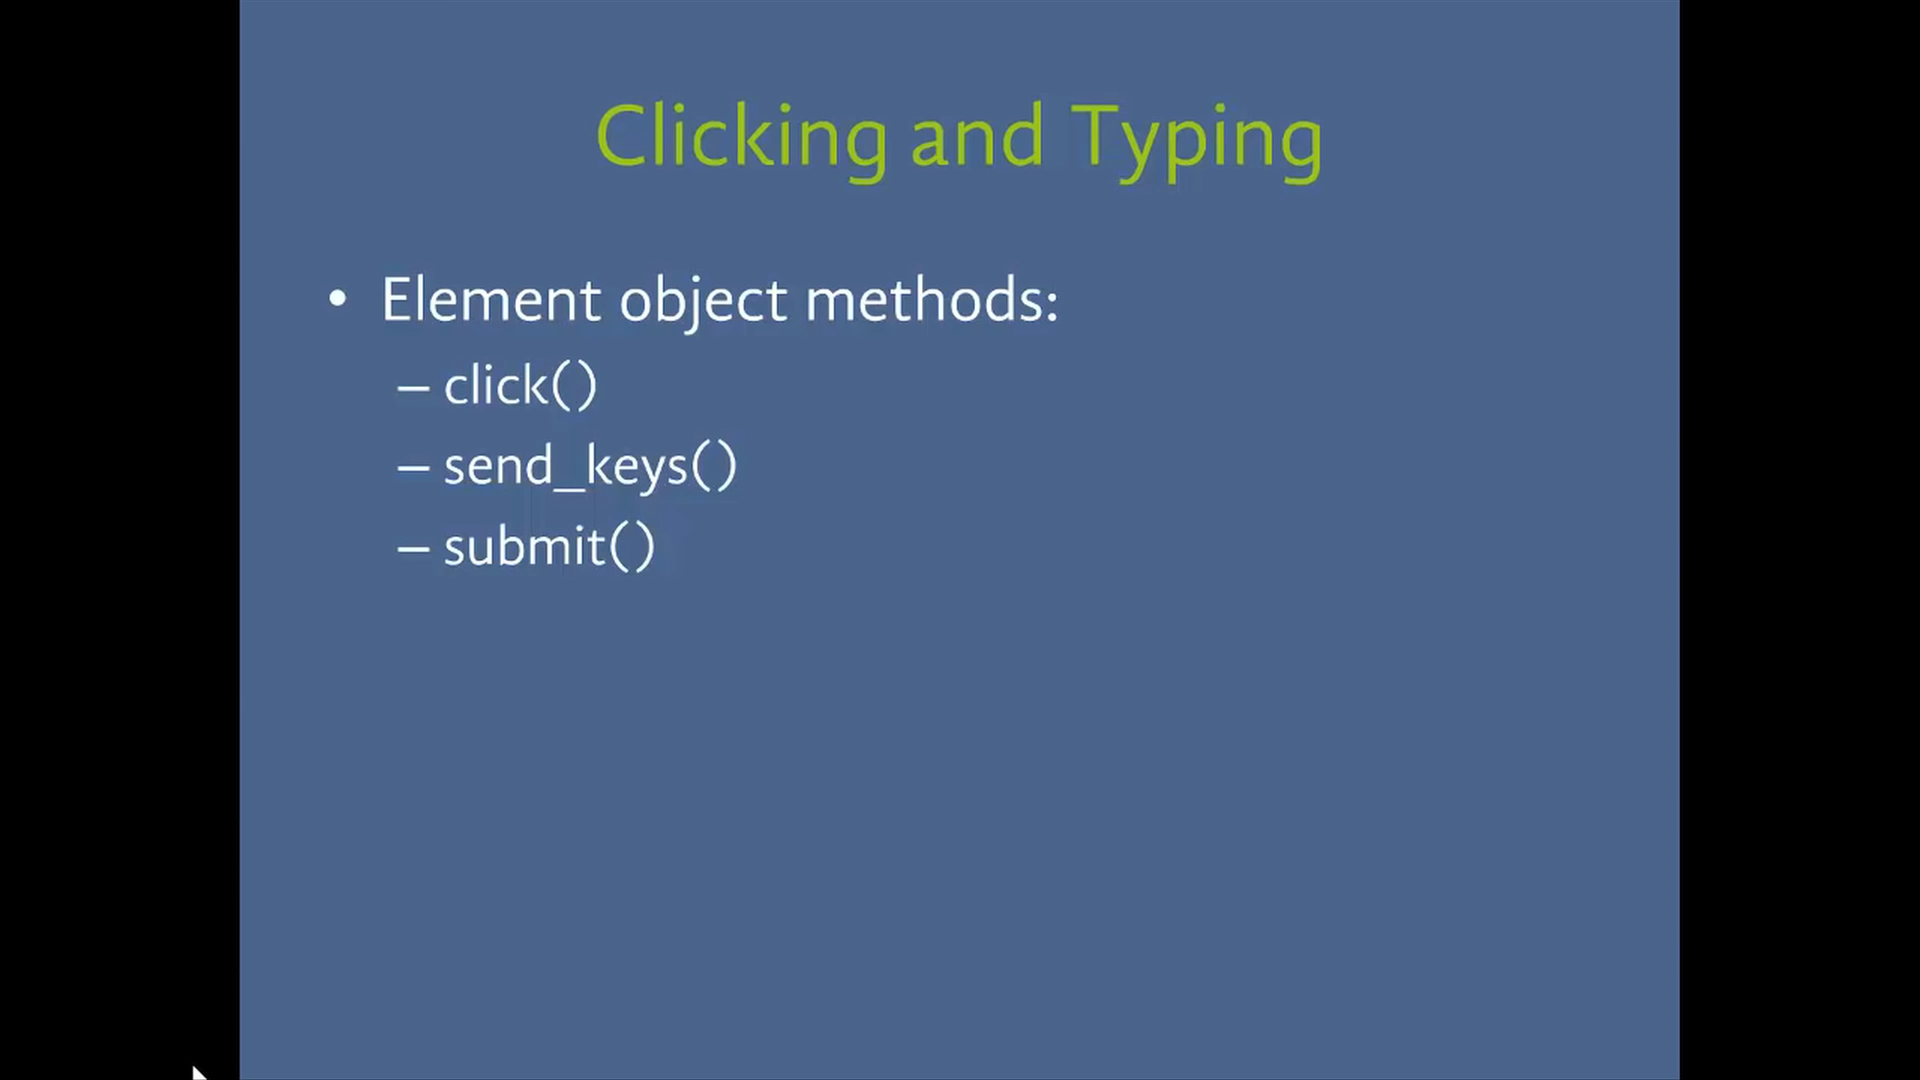 Clicking and Typing
• Element object methods:
– click()
– send_keys()
– submit()